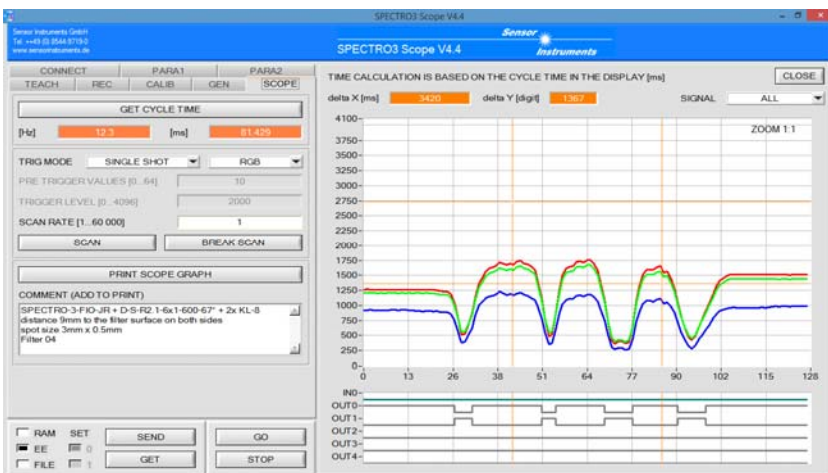 SPECTRO3 Scope V4.4
Sensor Instruments GmbH
Tel. ++49 (0) 8544 9719-0
www.sensorinstruments.de
SPECTRO3 Scope V4.4
Sensor
Instruments
CONNECT PARA1 PARA2
TEACH REC CALIB GEN SCOPE
GET CYCLE TIME
[Hz] 12.3 [ms] 81.429
TRIG MODE SINGLE SHOT RGB
PRE TRIGGER VALUES [0..64] 10
TRIGGER LEVEL [0..4096] 2000
SCAN RATE [1...60 000] 1
SCAN BREAK SCAN
PRINT SCOPE GRAPH
COMMENT (ADD TO PRINT)
SPECTRO-3-FIO-JR + D-S-R2.1-6x1-600-67° + 2x KL-8
distance 9mm to the filter surface on both sides
spot size 3mm x 0.5mm
Filter 04
RAM SET
EE 0
FILE 1
SEND GO
GET STOP
TIME CALCULATION IS BASED ON THE CYCLE TIME IN THE DISPLAY [ms]
CLOSE
delta X [ms] 3420 delta Y [digit] 1367 SIGNAL ALL
ZOOM 1:1
4100
3750
3500
3250
3000
2750
2500
2250
2000
1750
1500
1250
1000
750
500
250
0
0 13 26 38 51 64 77 90 102 115 128
IN0
OUT0
OUT1
OUT2
OUT3
OUT4